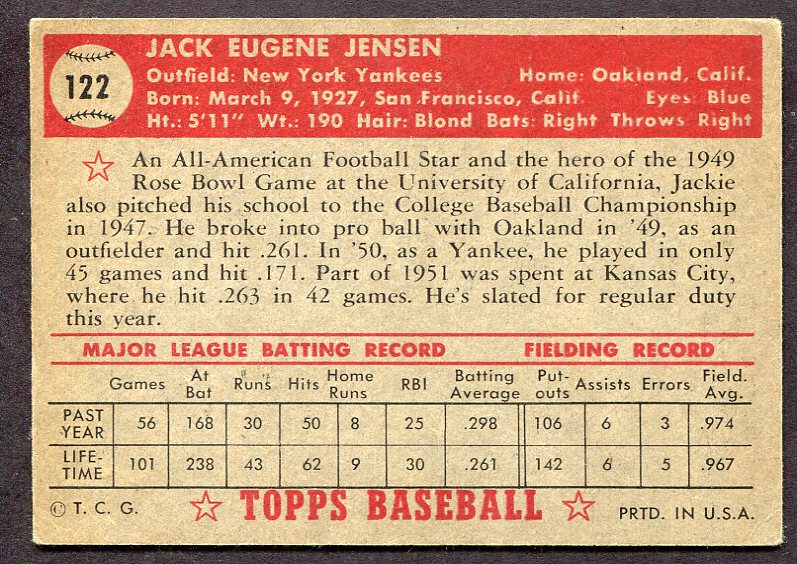 122
JACK EUGENE JENSEN
Outfield: New York Yankees Home: Oakland, Calif.
Born: March 9, 1927, San Francisco, Calif. Eyes: Blue
Ht.: 5'11" Wt.: 190 Hair: Blond Bats: Right Throws Right
An All-American Football Star and the hero of the 1949
Rose Bowl Game at the University of California, Jackie
also pitched his school to the College Baseball Championship
in 1947. He broke into pro ball with Oakland in '49, as an
outfielder and hit .261. In '50, as a Yankee, he played in only
45 games and hit .171. Part of 1951 was spent at Kansas City,
where he hit .263 in 42 games. He's slated for regular duty
this year.
MAJOR LEAGUE BATTING RECORD FIELDING RECORD
Games At Bat Runs Hits Home Runs RBI Batting Average Put-outs Assists Errors Field. Avg.
PAST YEAR 56 168 30 50 8 25 .298 106 6 3 .974
LIFE-TIME 101 238 43 62 9 30 .261 142 6 5 .967
© T. C. G. TOPPS BASEBALL PRTD. IN U.S.A.